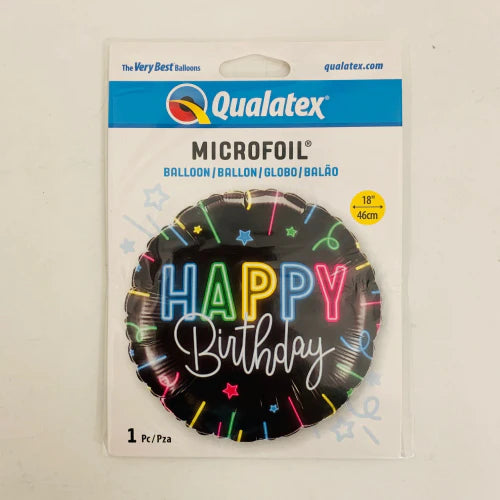 The Very Best Balloons
qualatex.com
Qualatex®
MICROFOIL®
BALLOON/BALLON/GLOBO/BALÃO
18"
46cm
HAPPY
Birthday
1 Pc/Pza